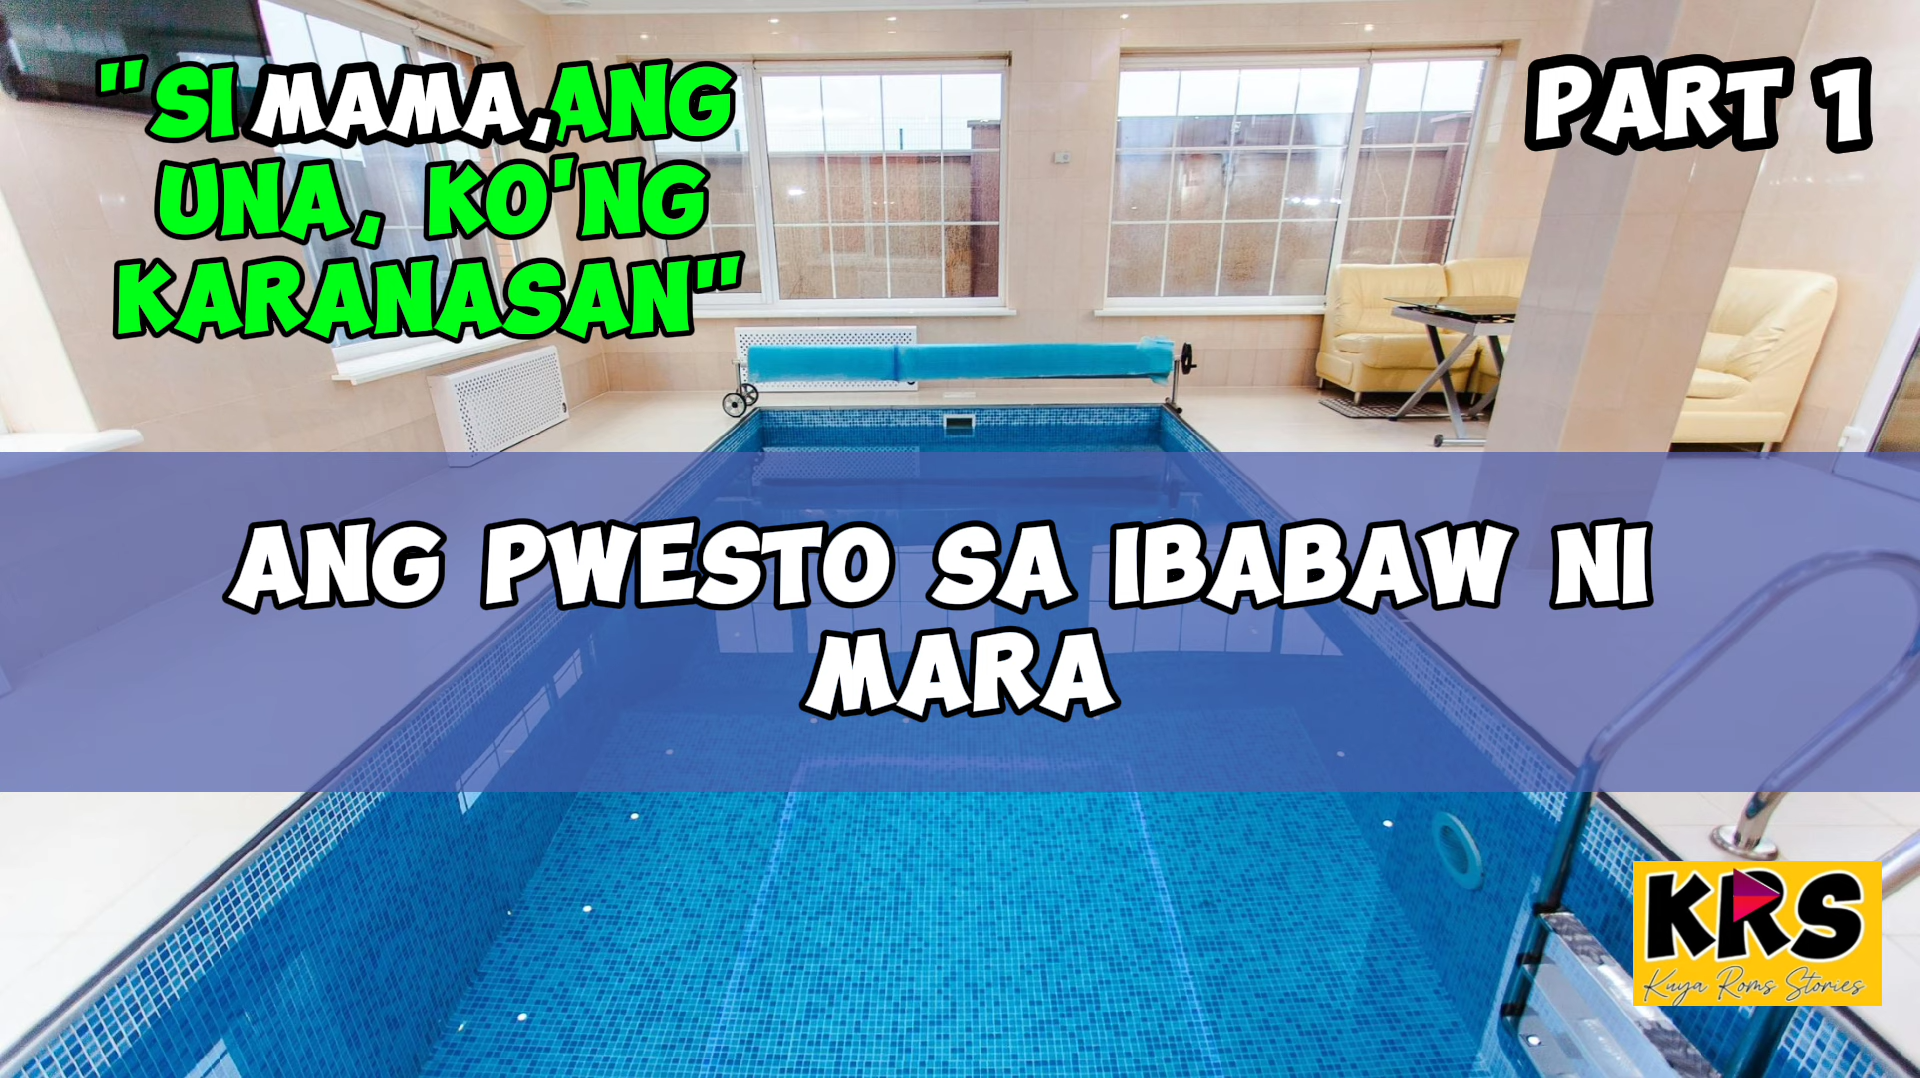 "SI MAMA, ANG
UNA, KO'NG
KARANASAN"
PART 1
ANG PWESTO SA IBABAW NI
MARA
KRS
Kuya Roms Stories